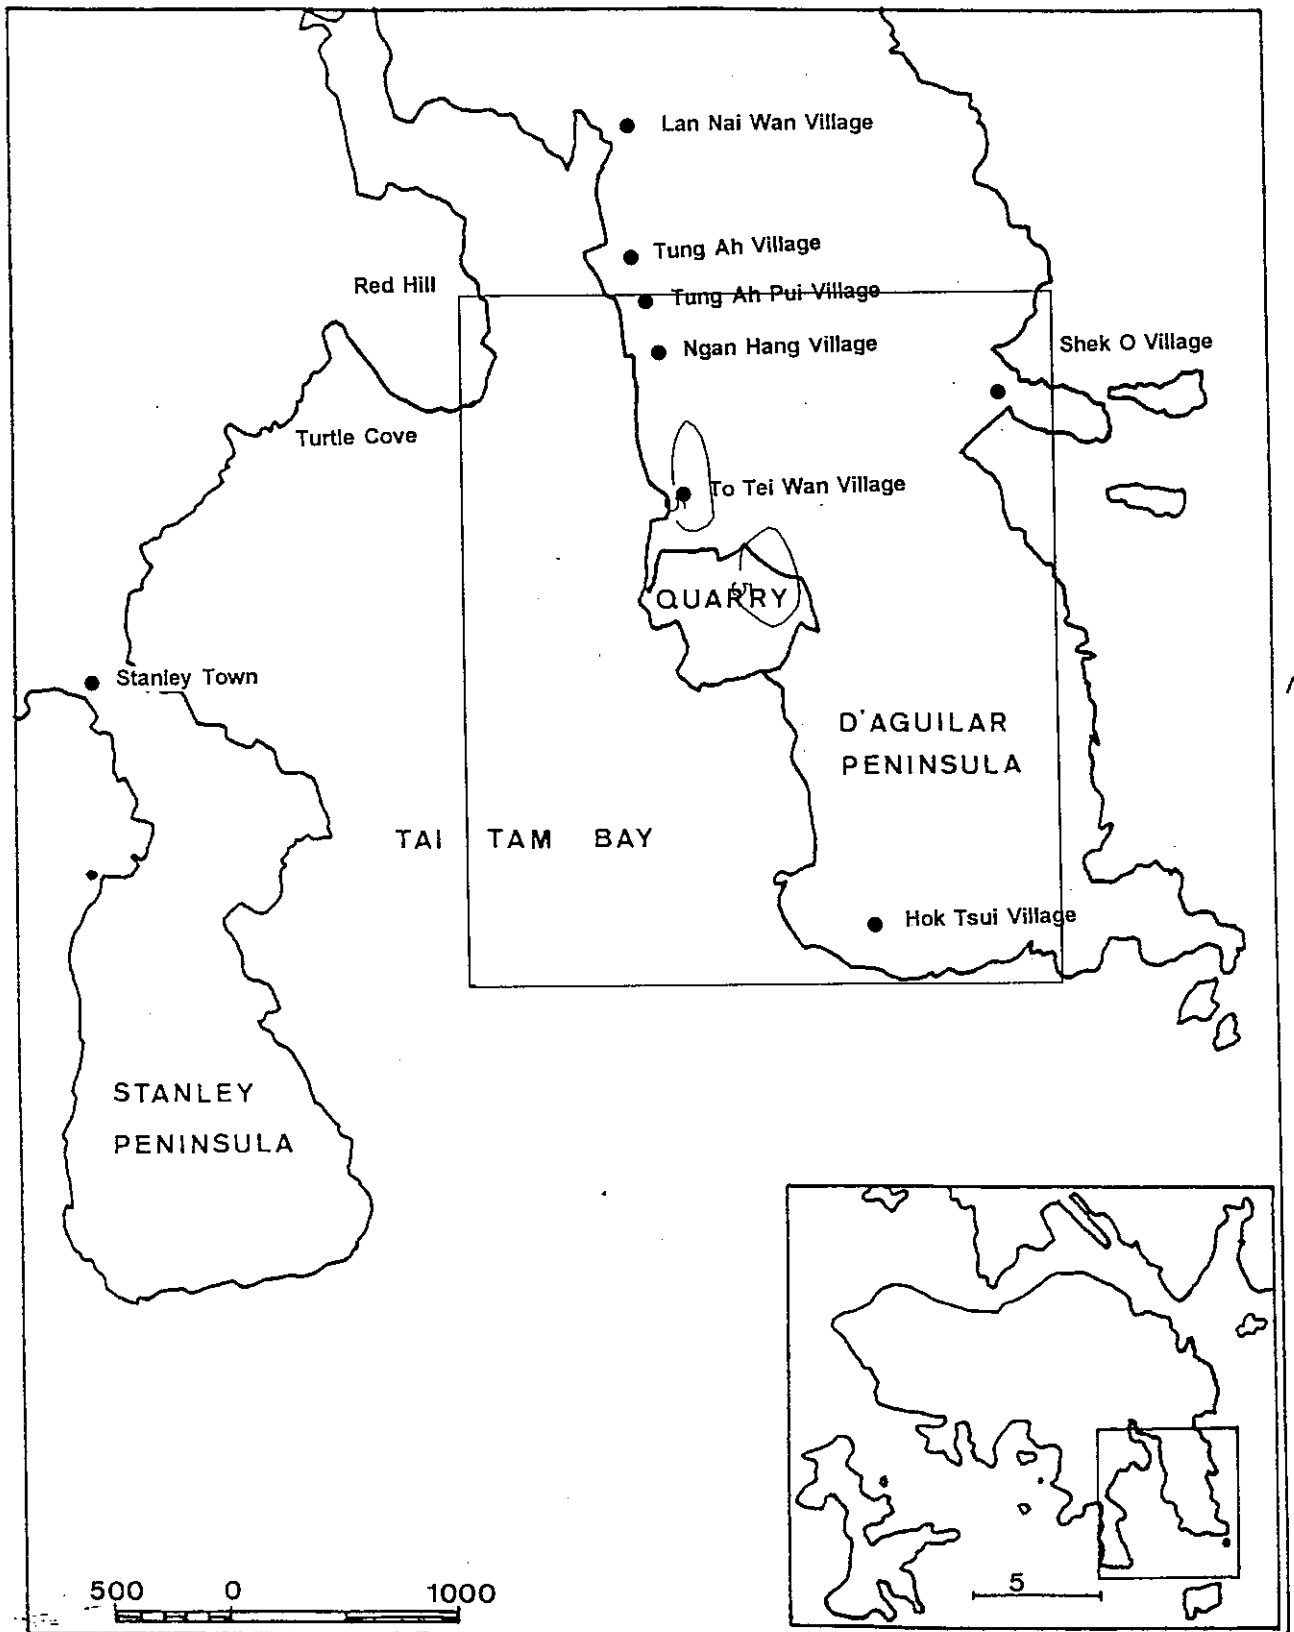 Lan Nai Wan Village
Tung Ah Village
Red Hill
Tung Ah Pui Village
Ngan Hang Village
Shek O Village
Turtle Cove
To Tei Wan Village
QUARRY
Stanley Town
D'AGUILAR
PENINSULA
TAI TAM BAY
Hok Tsui Village
STANLEY
PENINSULA
5
500 0 1000